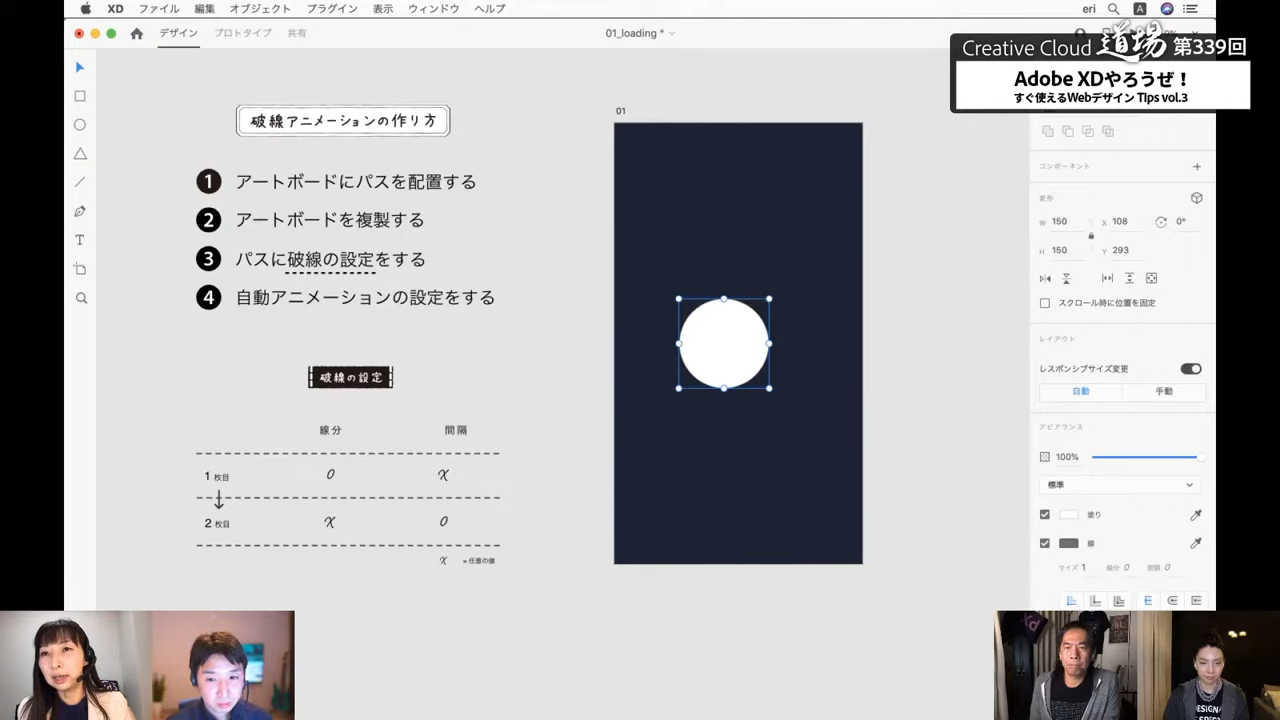 XD ファイル 編集 オブジェクト プラグイン 表示 ウィンドウ ヘルプ
eri
A
デザイン プロトタイプ 共有
01_loading *
Creative Cloud 道場 第339回
Adobe XDやろうぜ！
すぐ使えるWebデザイン Tips vol.3
破線アニメーションの作り方
1 アートボードにパスを配置する
2 アートボードを複製する
3 パスに破線の設定をする
4 自動アニメーションの設定をする
破線の設定
線分 間隔
1 枚目 0 X
2 枚目 X 0
X =任意の値
01
T
コンポーネント
変形
W 150 X 108 0°
H 150 Y 293
スクロール時に位置を固定
レイアウト
レスポンシブサイズ変更
自動 手動
アピアランス
100%
標準
塗り
線
サイズ 1 線分 0 間隔 0